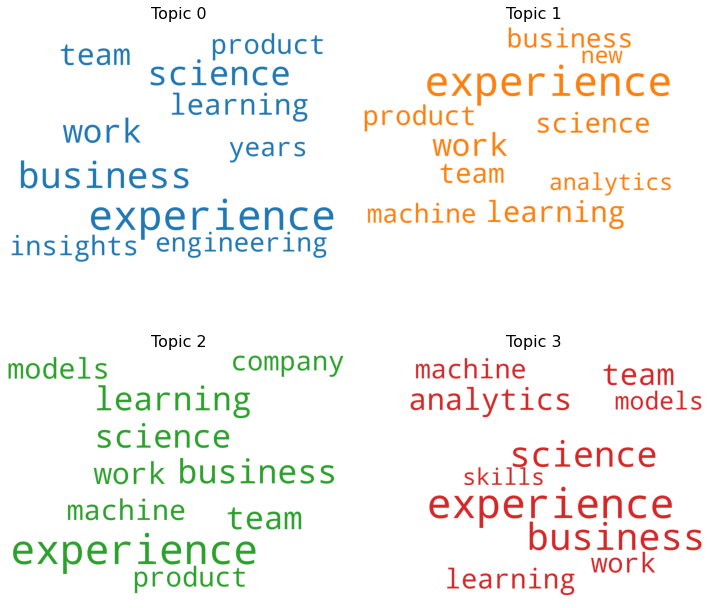 Topic 0
product
team
science
learning
work
years
business
experience
insights engineering
Topic 1
business
new
experience
product
science
work
team
analytics
machine learning
Topic 2
company
models
learning
science
work business
machine
team
experience
product
Topic 3
machine
team
analytics
models
science
skills
experience
business
work
learning